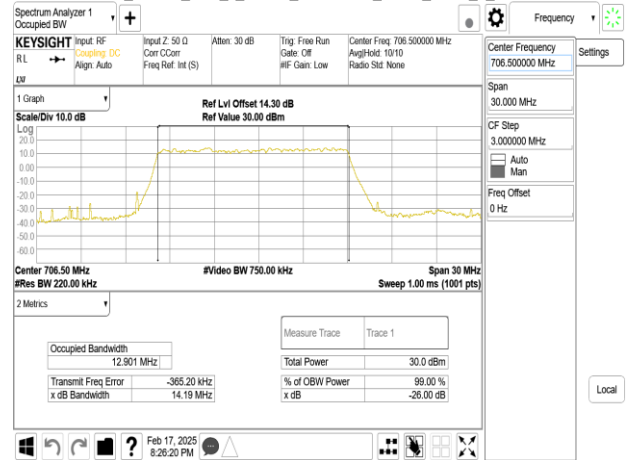 Spectrum Analyzer 1
Occupied BW
Frequency
KEYSIGHT
RL
LXI
Input: RF
Coupling: DC
Align: Auto
Input Z: 50 Ω
Corr CCorr
Freq Ref: Int (S)
Atten: 30 dB
Trig: Free Run
Gate: Off
#IF Gain: Low
Center Freq: 706.500000 MHz
Avg|Hold: 10/10
Radio Std: None
Center Frequency
706.500000 MHz
Settings
Span
30.000 MHz
CF Step
3.000000 MHz
Auto
Man
Freq Offset
0 Hz
1 Graph
Scale/Div 10.0 dB
Ref Lvl Offset 14.30 dB
Ref Value 30.00 dBm
Log
20.0
10.0
0.00
-10.0
-20.0
-30.0
-40.0
-50.0
-60.0
Center 706.50 MHz
#Res BW 220.00 kHz
#Video BW 750.00 kHz
Span 30 MHz
Sweep 1.00 ms (1001 pts)
2 Metrics
Measure Trace Trace 1
Occupied Bandwidth
12.901 MHz
Total Power 30.0 dBm
Transmit Freq Error -365.20 kHz
% of OBW Power 99.00 %
x dB Bandwidth 14.19 MHz
x dB -26.00 dB
Local
?
Feb 17, 2025
8:26:20 PM